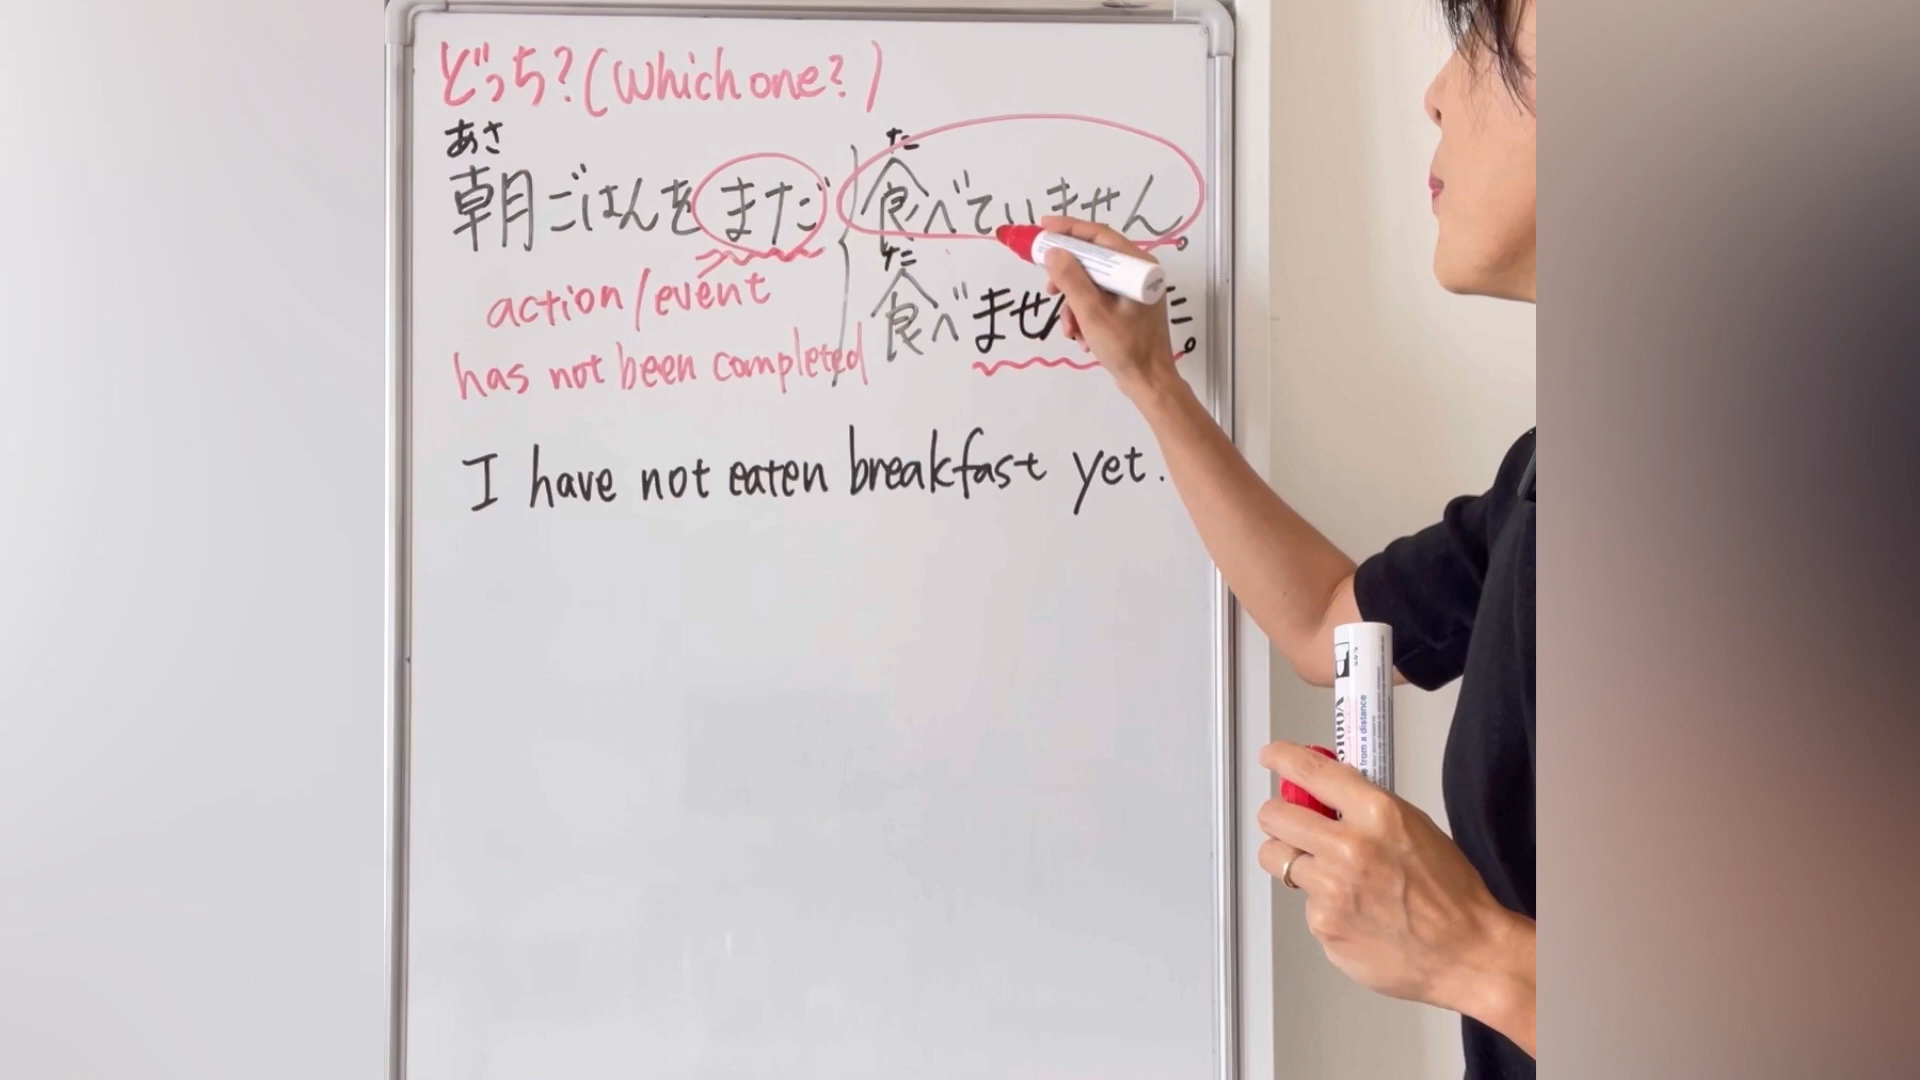 どっち?(Which one?)
あさ
朝ごはんをまだ
た
食べていません。
た
食べません
た。
action/event
has not been completed
I have not eaten breakfast yet.
from a distance